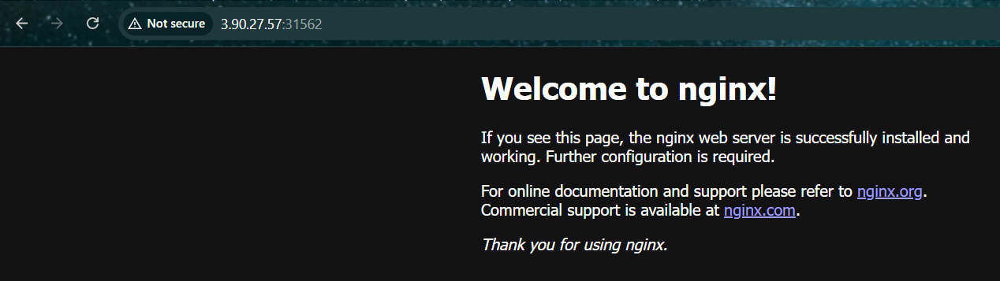 Not secure 3.90.27.57:31562
Welcome to nginx!
If you see this page, the nginx web server is successfully installed and
working. Further configuration is required.
For online documentation and support please refer to nginx.org.
Commercial support is available at nginx.com.
Thank you for using nginx.